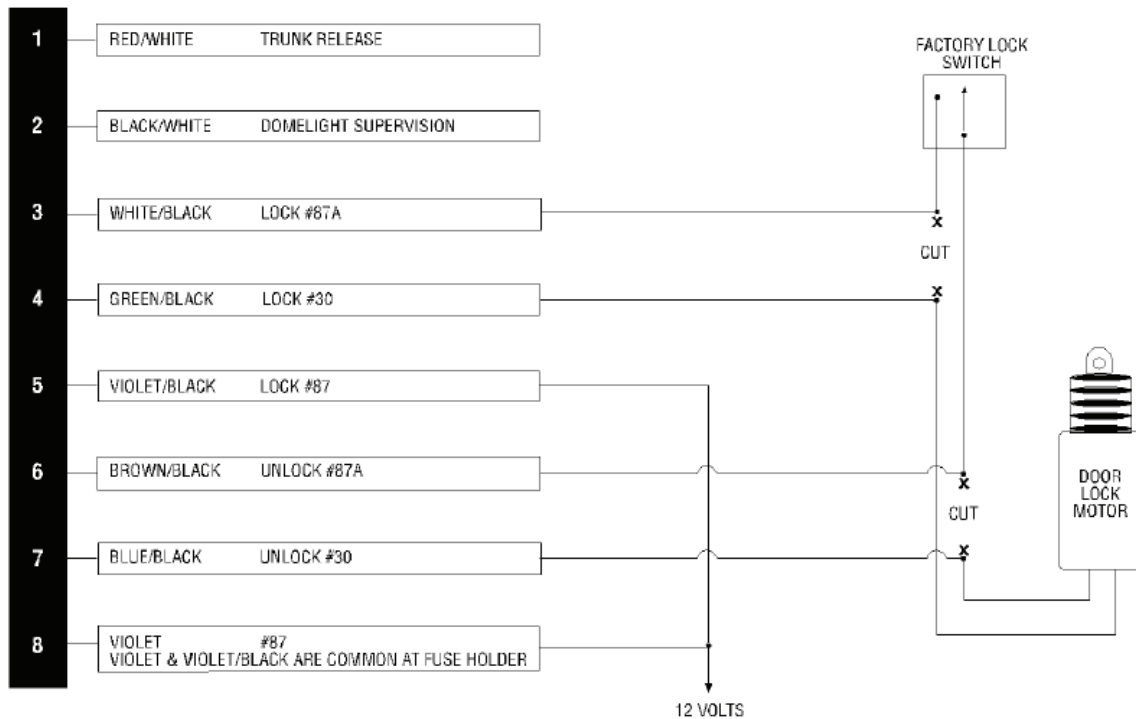 1 RED/WHITE TRUNK RELEASE
FACTORY LOCK
SWITCH
2 BLACK/WHITE DOMELIGHT SUPERVISION
3 WHITE/BLACK LOCK #87A
X
CUT
X
4 GREEN/BLACK LOCK #30
5 VIOLET/BLACK LOCK #87
6 BROWN/BLACK UNLOCK #87A
X
CUT
X
DOOR
LOCK
MOTOR
7 BLUE/BLACK UNLOCK #30
8 VIOLET #87
VIOLET & VIOLET/BLACK ARE COMMON AT FUSE HOLDER
12 VOLTS